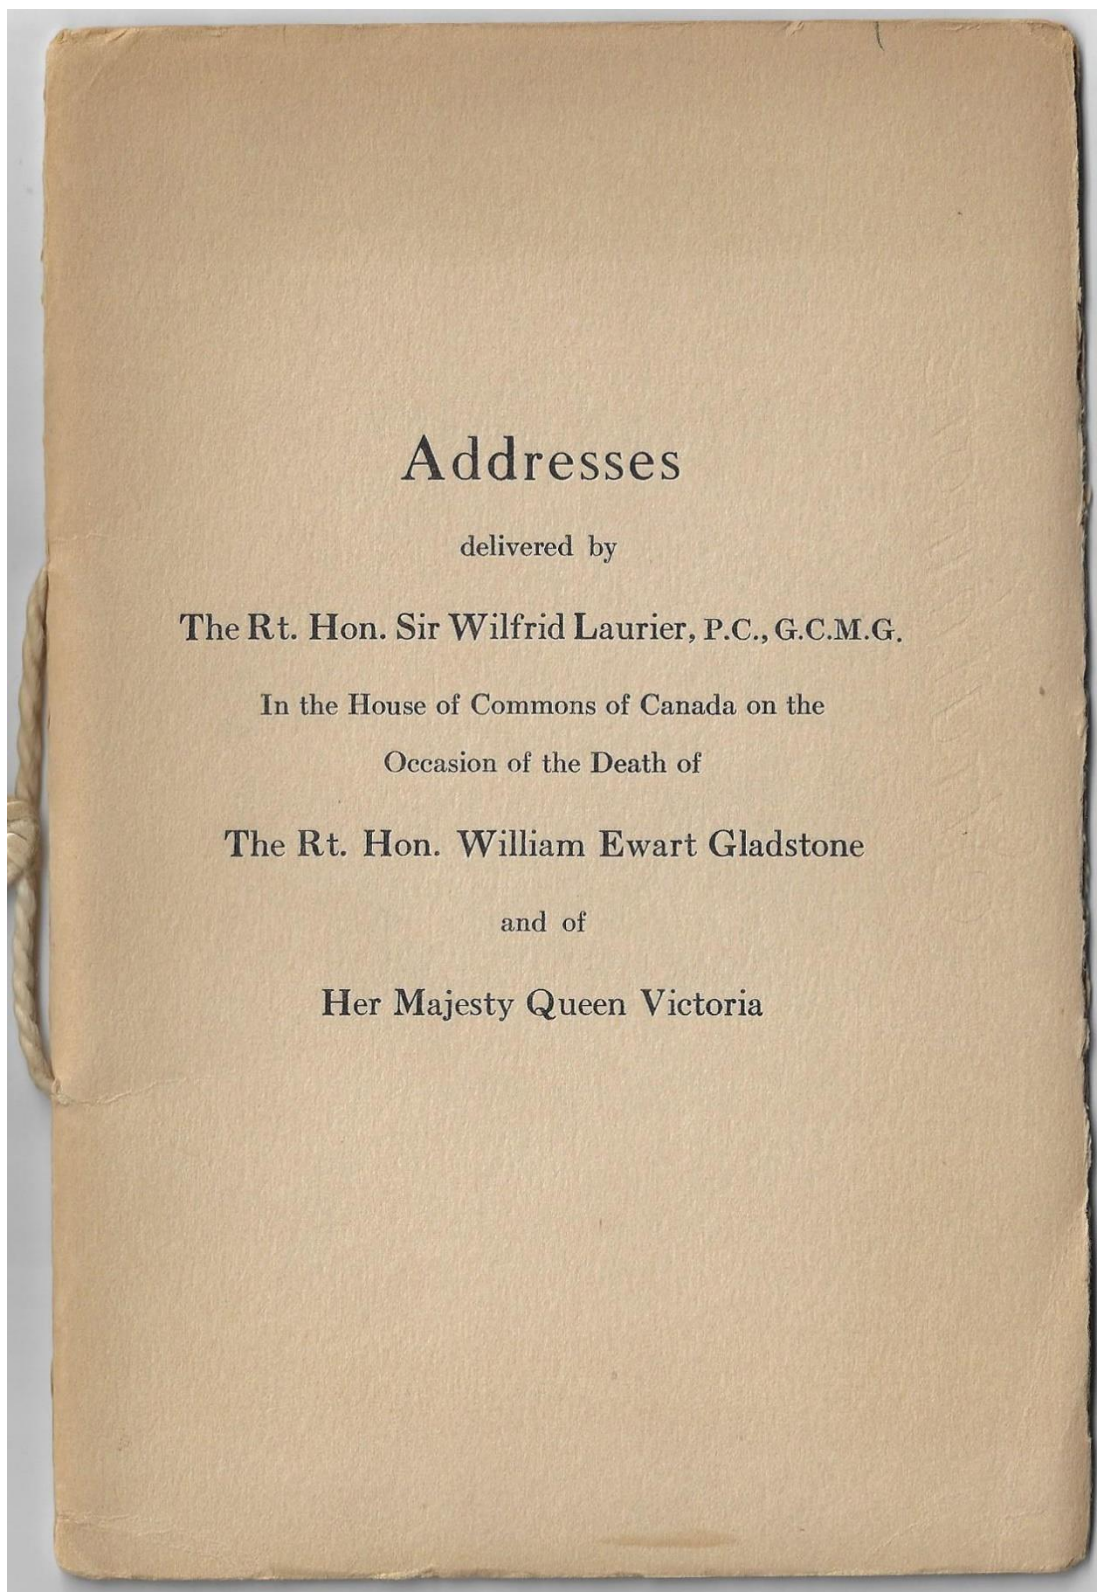 Addresses
delivered by
The Rt. Hon. Sir Wilfrid Laurier, P.C., G.C.M.G.
In the House of Commons of Canada on the
Occasion of the Death of
The Rt. Hon. William Ewart Gladstone
and of
Her Majesty Queen Victoria